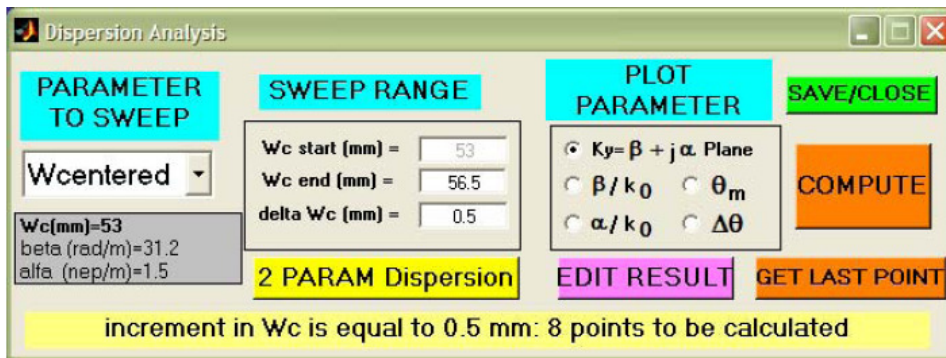 Dispersion Analysis
PARAMETER
TO SWEEP
Wcentered
Wc(mm)=53
beta (rad/m)=31.2
alfa (nep/m)=1.5
SWEEP RANGE
Wc start (mm) = 53
Wc end (mm) = 56.5
delta Wc (mm) = 0.5
2 PARAM Dispersion
PLOT
PARAMETER
Ky= β + j α Plane
β / k₀ θₘ
α / k₀ Δθ
EDIT RESULT
SAVE/CLOSE
COMPUTE
GET LAST POINT
increment in Wc is equal to 0.5 mm: 8 points to be calculated